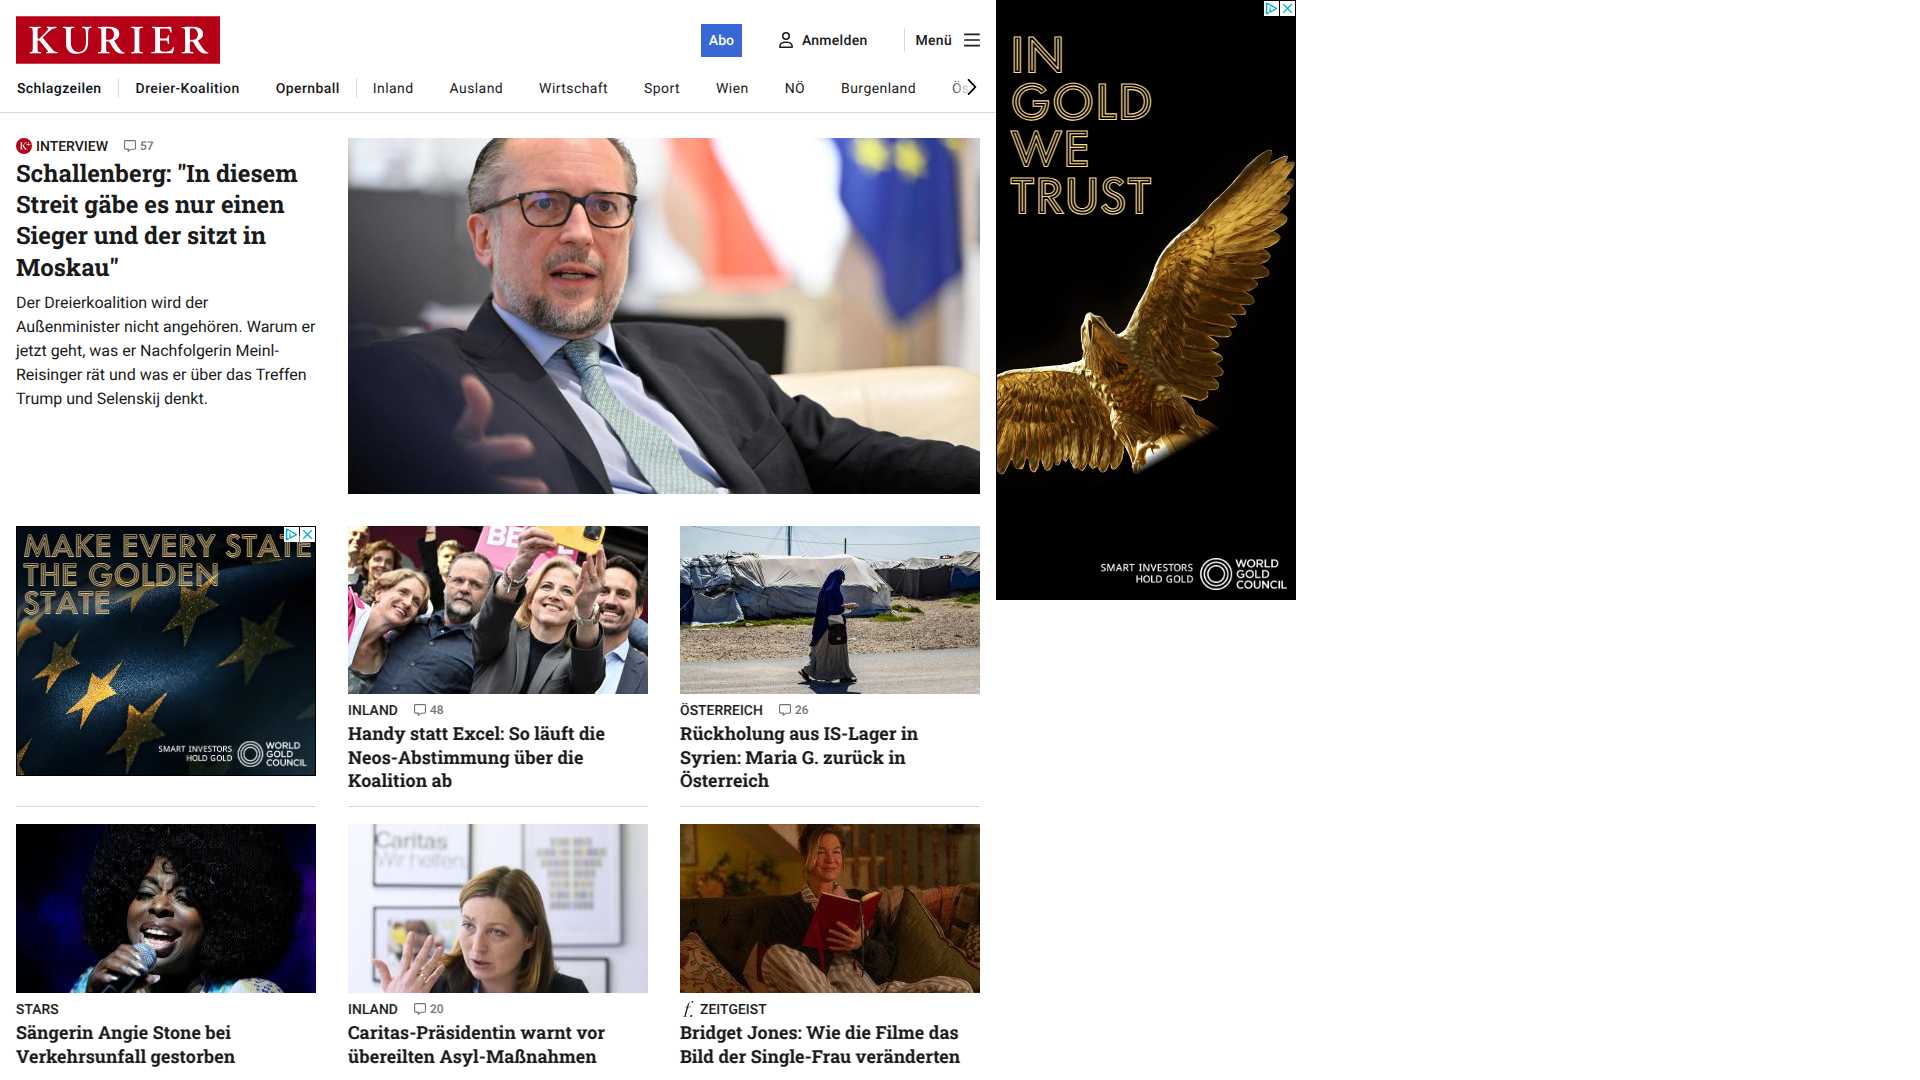 KURIER
Abo
Anmelden
Menü
Schlagzeilen
Dreier-Koalition
Opernball
Inland
Ausland
Wirtschaft
Sport
Wien
NÖ
Burgenland
INTERVIEW 57
Schallenberg: "In diesem
Streit gäbe es nur einen
Sieger und der sitzt in
Moskau"
Der Dreierkoalition wird der
Außenminister nicht angehören. Warum er
jetzt geht, was er Nachfolgerin Meinl-
Reisinger rät und was er über das Treffen
Trump und Selenskij denkt.
IN
GOLD
WE
TRUST
SMART INVESTORS
HOLD GOLD
WORLD
GOLD
COUNCIL
MAKE EVERY STATE
THE GOLDEN
STATE
SMART INVESTORS
HOLD GOLD
WORLD
GOLD
COUNCIL
INLAND 48
Handy statt Excel: So läuft die
Neos-Abstimmung über die
Koalition ab
ÖSTERREICH 26
Rückholung aus IS-Lager in
Syrien: Maria G. zurück in
Österreich
STARS
Sängerin Angie Stone bei
Verkehrsunfall gestorben
Caritas
Wir helfen.
INLAND 20
Caritas-Präsidentin warnt vor
übereilten Asyl-Maßnahmen
f. ZEITGEIST
Bridget Jones: Wie die Filme das
Bild der Single-Frau veränderten